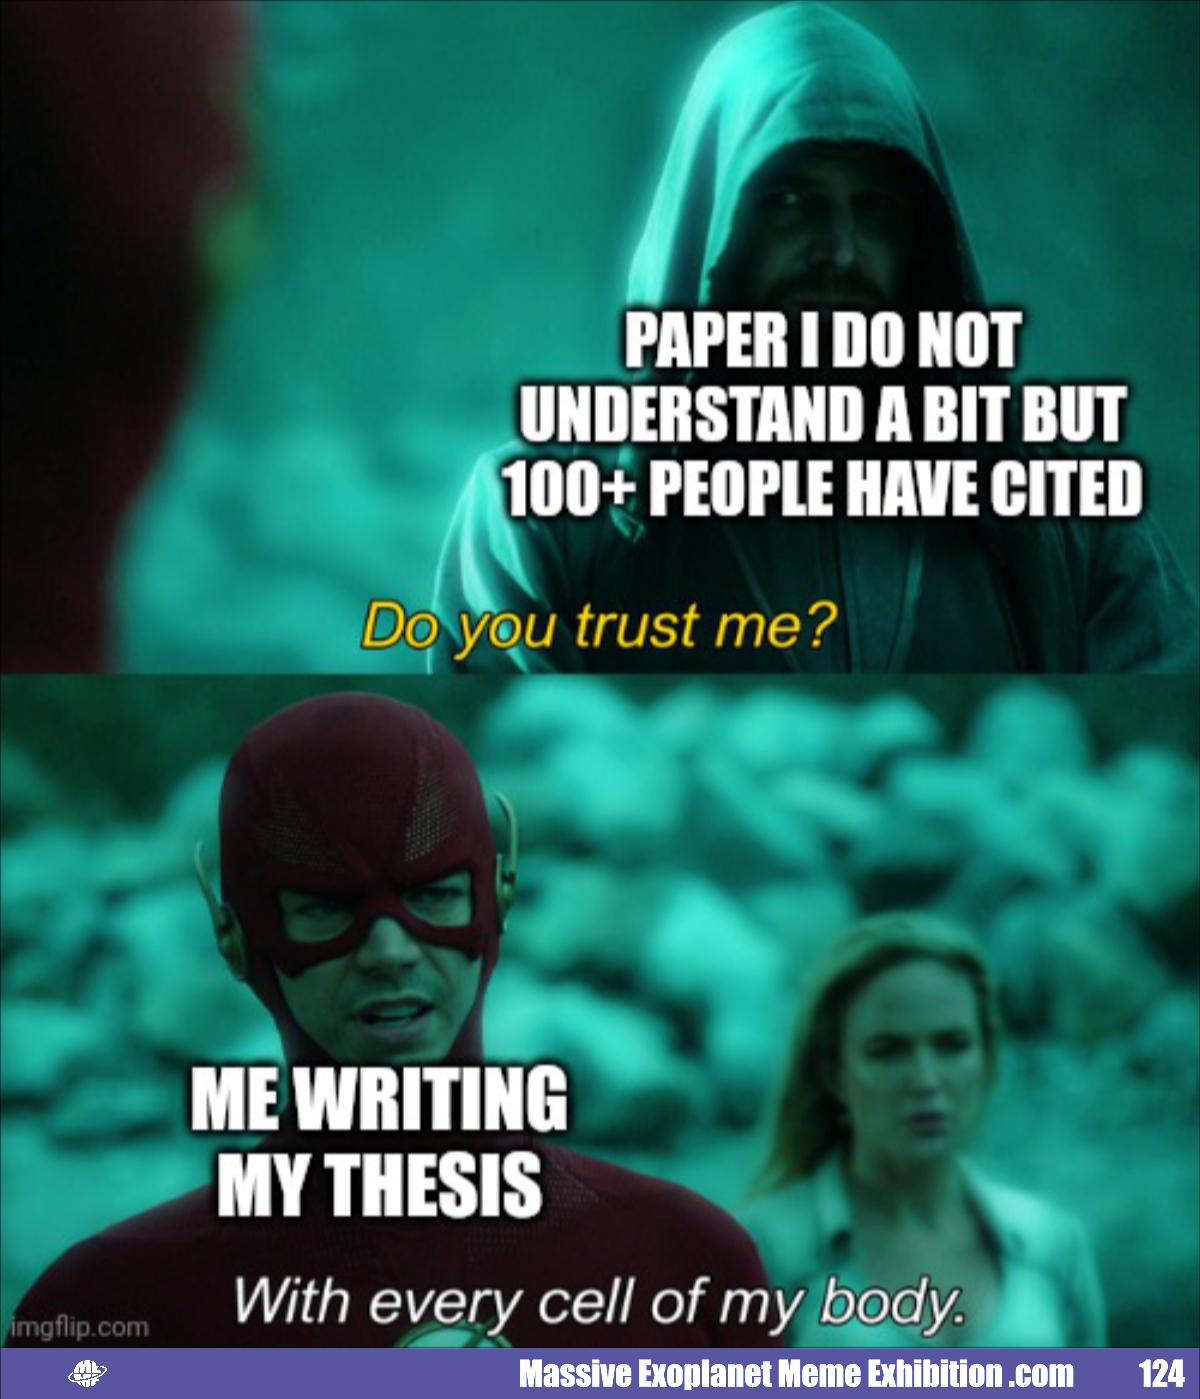 PAPER I DO NOT
UNDERSTAND A BIT BUT
100+ PEOPLE HAVE CITED
Do you trust me?
ME WRITING
MY THESIS
With every cell of my body.
imgflip.com
Massive Exoplanet Meme Exhibition .com 124